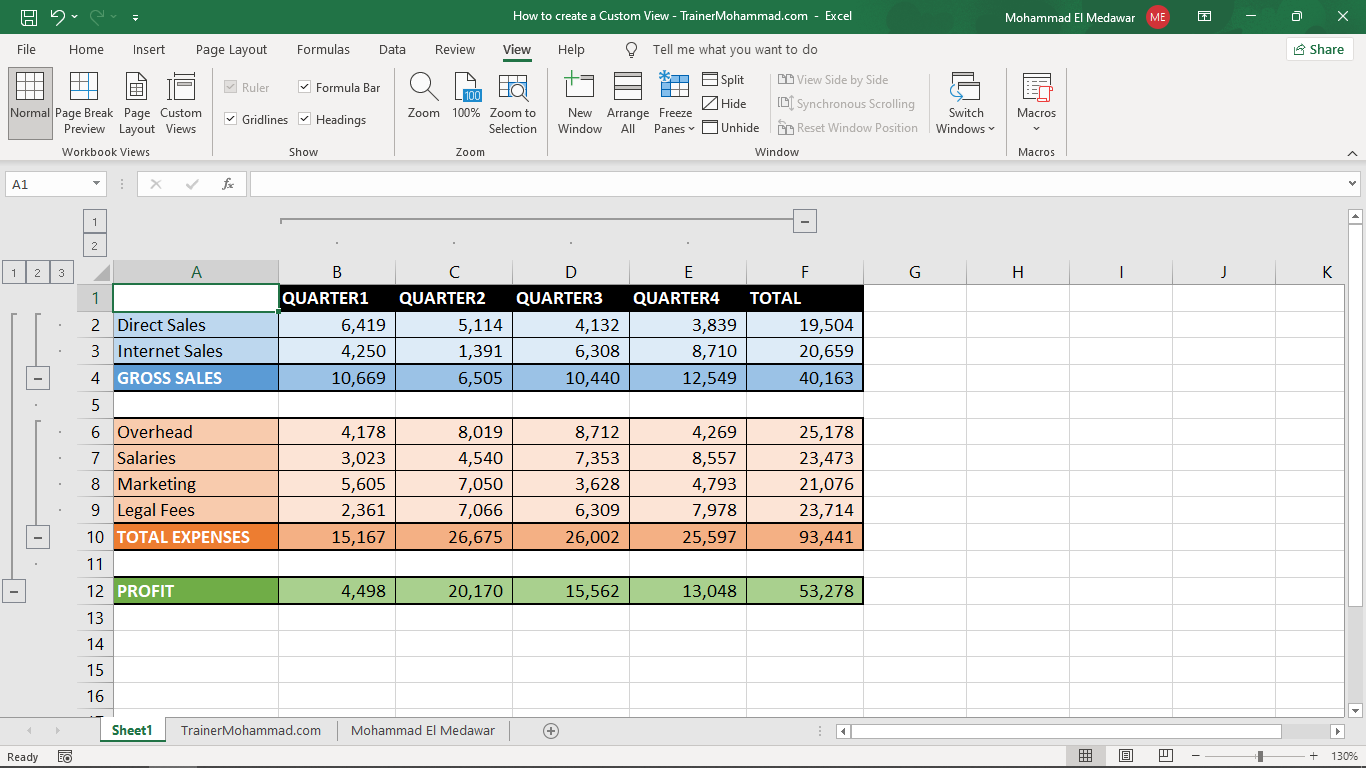 How to create a Custom View - TrainerMohammad.com - Excel
Mohammad El Medawar ME
File Home Insert Page Layout Formulas Data Review View Help Tell me what you want to do Share
Normal
Page Break Preview
Page Layout
Custom Views
Workbook Views
Ruler
Formula Bar
Gridlines
Headings
Show
Zoom
100
100%
Zoom to Selection
Zoom
New Window
Arrange All
Freeze Panes
Split
Hide
Unhide
View Side by Side
Synchronous Scrolling
Reset Window Position
Switch Windows
Window
Macros
Macros
A1 fx
1
2
1 2 3 A B C D E F G H I J K
1 QUARTER1 QUARTER2 QUARTER3 QUARTER4 TOTAL
2 Direct Sales 6,419 5,114 4,132 3,839 19,504
3 Internet Sales 4,250 1,391 6,308 8,710 20,659
4 GROSS SALES 10,669 6,505 10,440 12,549 40,163
5
6 Overhead 4,178 8,019 8,712 4,269 25,178
7 Salaries 3,023 4,540 7,353 8,557 23,473
8 Marketing 5,605 7,050 3,628 4,793 21,076
9 Legal Fees 2,361 7,066 6,309 7,978 23,714
10 TOTAL EXPENSES 15,167 26,675 26,002 25,597 93,441
11
12 PROFIT 4,498 20,170 15,562 13,048 53,278
13
14
15
16
Sheet1 TrainerMohammad.com Mohammad El Medawar
Ready 130%